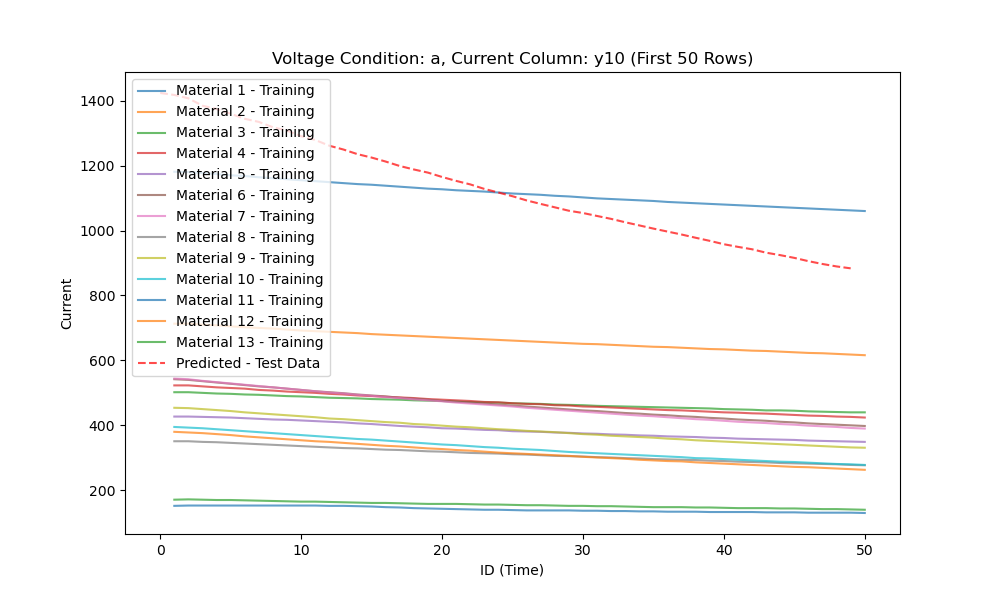 Voltage Condition: a, Current Column: y10 (First 50 Rows)
Current
1400
1200
1000
800
600
400
200
Material 1 - Training
Material 2 - Training
Material 3 - Training
Material 4 - Training
Material 5 - Training
Material 6 - Training
Material 7 - Training
Material 8 - Training
Material 9 - Training
Material 10 - Training
Material 11 - Training
Material 12 - Training
Material 13 - Training
Predicted - Test Data
0 10 20 30 40 50
ID (Time)